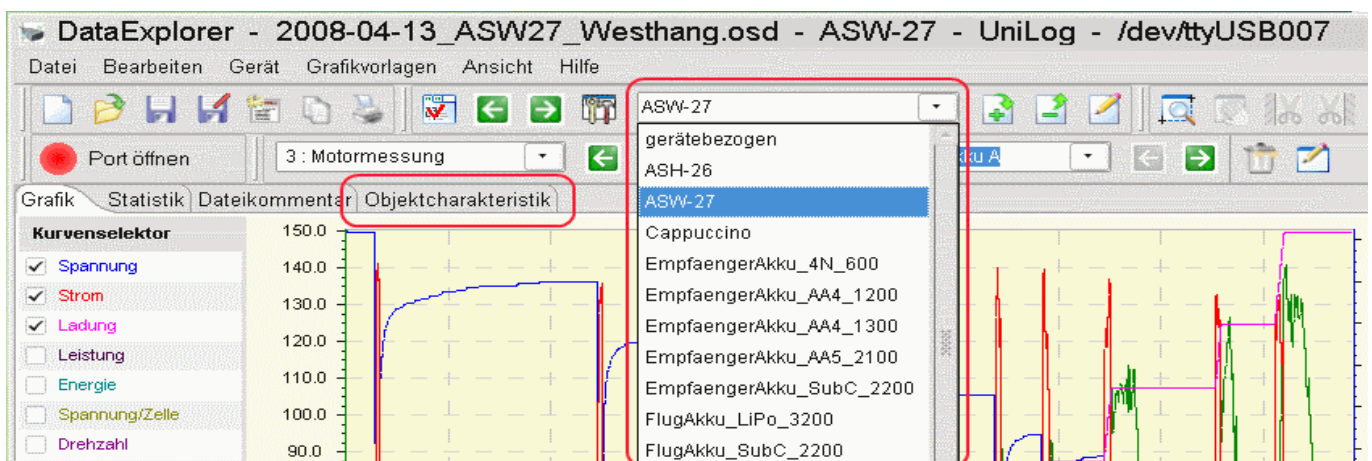 DataExplorer - 2008-04-13_ASW27_Westhang.osd - ASW-27 - UniLog - /dev/ttyUSB007
Datei Bearbeiten Gerät Grafikvorlagen Ansicht Hilfe
ASW-27
Port öffnen
3 : Motormessung
kku A
gerätebezogen
ASH-26
ASW-27
Cappuccino
EmpfaengerAkku_4N_600
EmpfaengerAkku_AA4_1200
EmpfaengerAkku_AA4_1300
EmpfaengerAkku_AA5_2100
EmpfaengerAkku_SubC_2200
FlugAkku_LiPo_3200
FlugAkku_SubC_2200
Grafik Statistik Dateikommentar Objektcharakteristik
Kurvenselektor
Spannung
Strom
Ladung
Leistung
Energie
Spannung/Zelle
Drehzahl
150.0
140.0
130.0
120.0
110.0
100.0
90.0